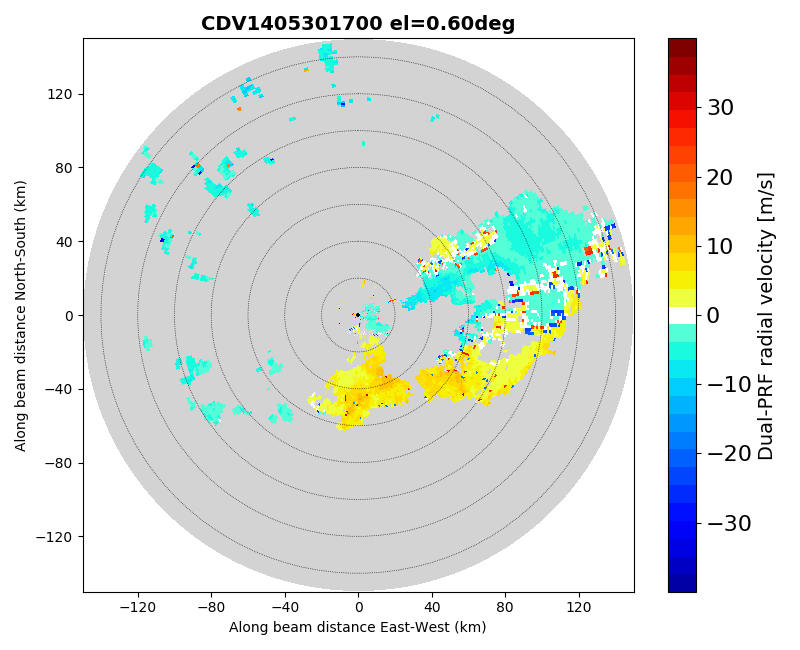 CDV1405301700 el=0.60deg
Along beam distance North-South (km)
120
80
40
0
−40
−80
−120
−120 −80 −40 0 40 80 120
Along beam distance East-West (km)
30
20
10
0
−10
−20
−30
Dual-PRF radial velocity [m/s]